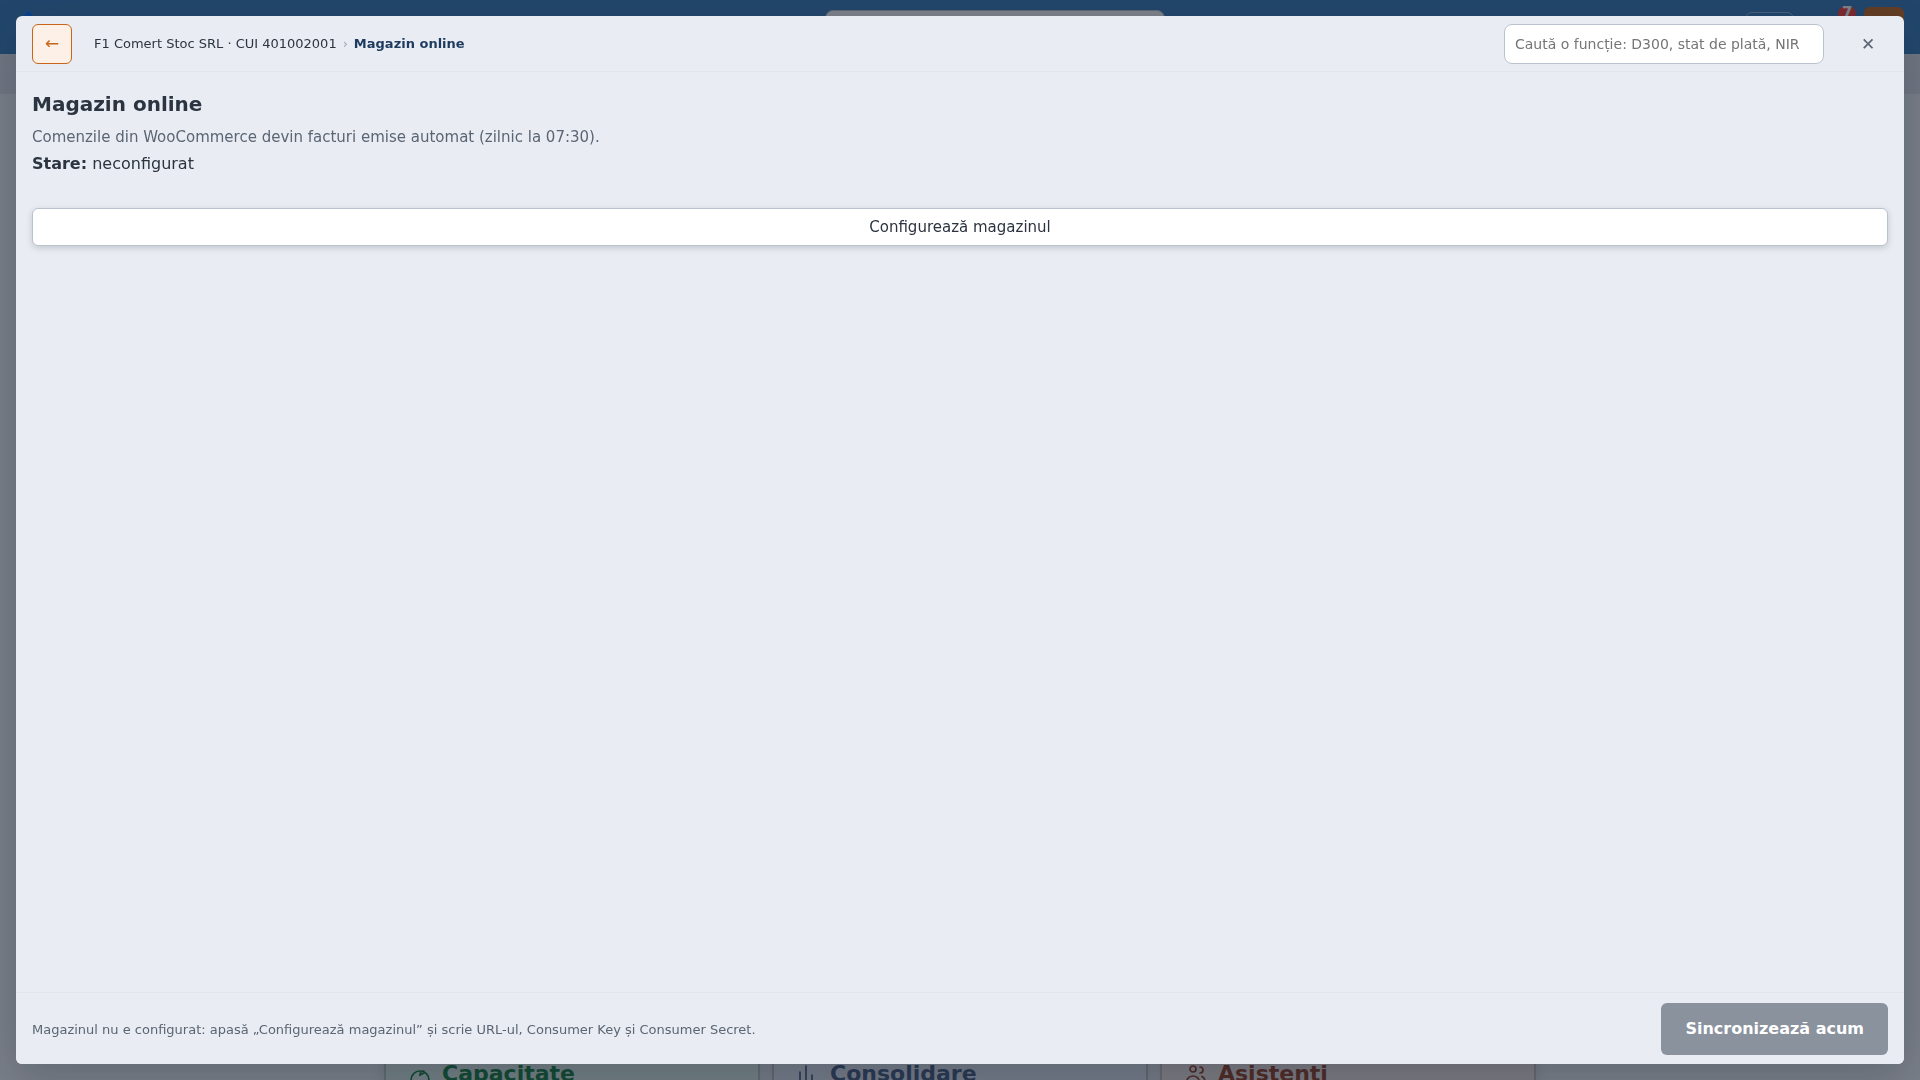 7
←
F1 Comert Stoc SRL · CUI 401002001 › Magazin online
Caută o funcție: D300, stat de plată, NIR
✕
Magazin online
Comenzile din WooCommerce devin facturi emise automat (zilnic la 07:30).
Stare: neconfigurat
Configurează magazinul
Magazinul nu e configurat: apasă „Configurează magazinul” și scrie URL-ul, Consumer Key și Consumer Secret.
Sincronizează acum
Capacitate
Consolidare
Asistenți